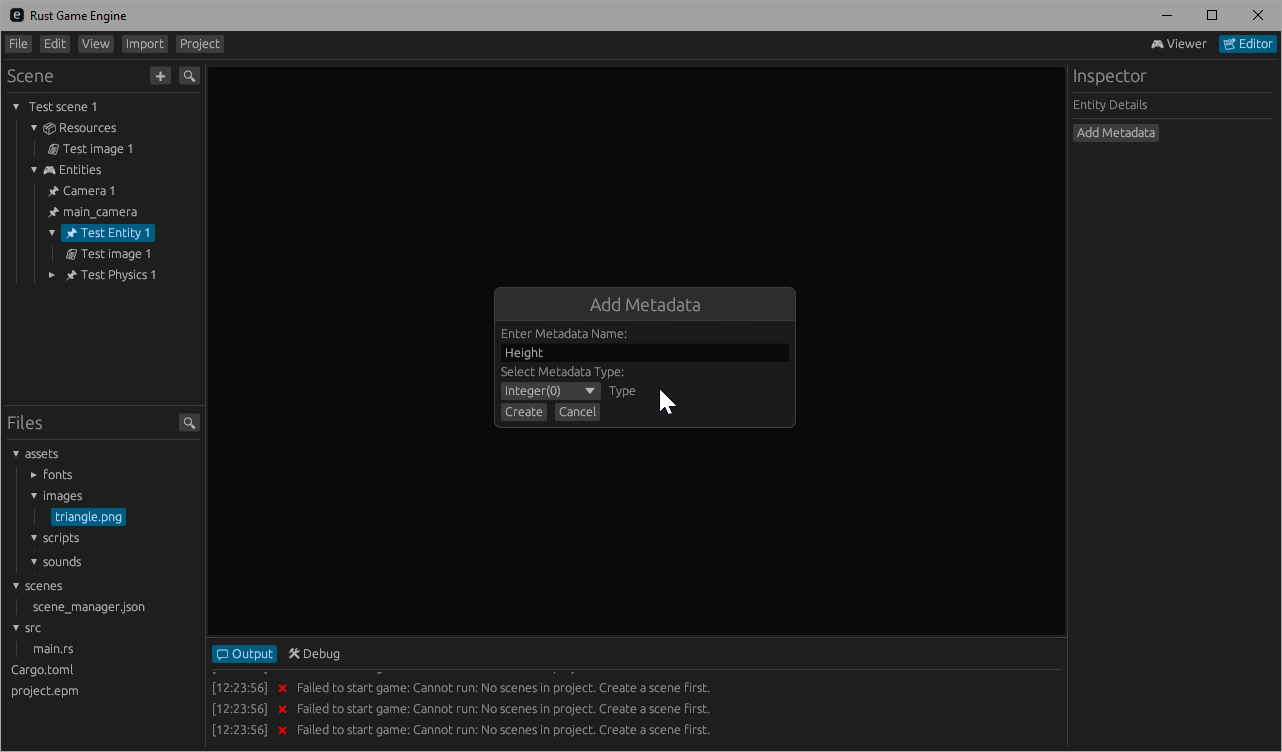 e Rust Game Engine
File Edit View Import Project Viewer Editor
Scene
Test scene 1
Resources
Test image 1
Entities
Camera 1
main_camera
Test Entity 1
Test image 1
Test Physics 1
Files
assets
fonts
images
triangle.png
scripts
sounds
scenes
scene_manager.json
src
main.rs
Cargo.toml
project.epm
Add Metadata
Enter Metadata Name:
Height
Select Metadata Type:
Integer(0) Type
Create Cancel
Output Debug
[12:23:56] Failed to start game: Cannot run: No scenes in project. Create a scene first.
[12:23:56] Failed to start game: Cannot run: No scenes in project. Create a scene first.
[12:23:56] Failed to start game: Cannot run: No scenes in project. Create a scene first.
Inspector
Entity Details
Add Metadata